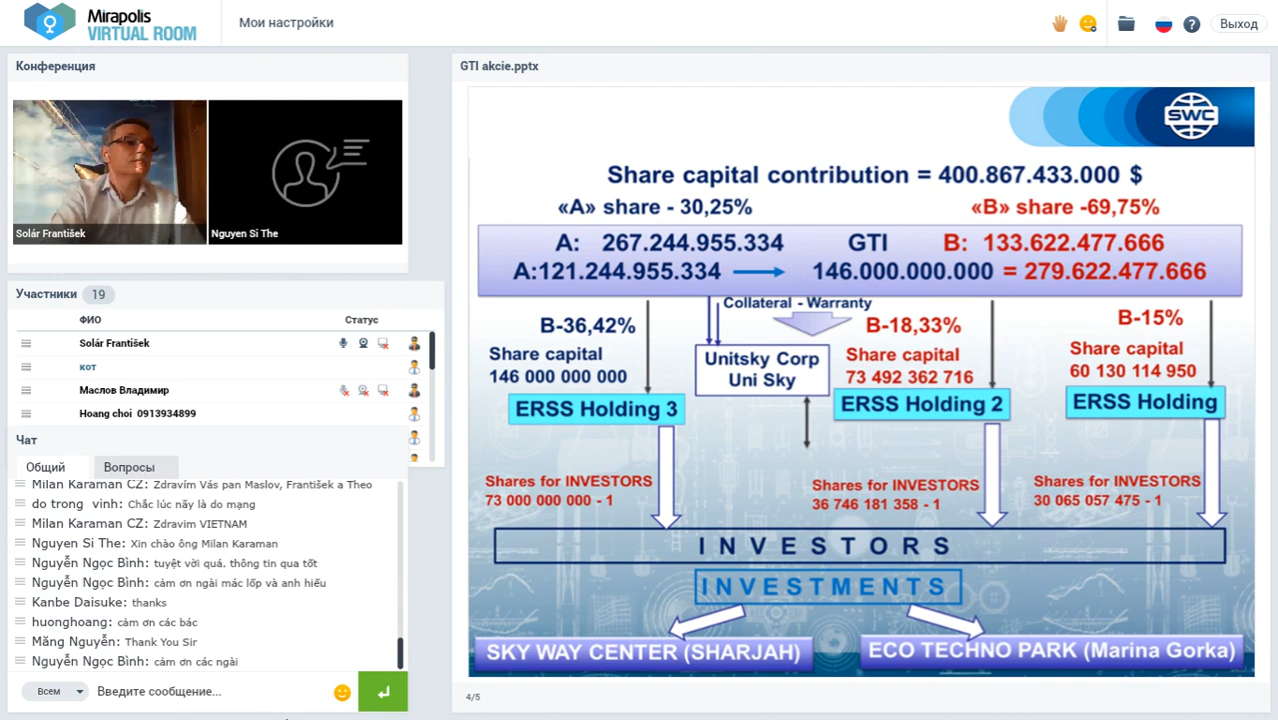 Mirapolis
VIRTUAL ROOM
Мои настройки
Выход
Конференция
Solár František
Nguyen Si The
Участники 19
ФИО Статус
Solár František
кот
Маслов Владимир
Hoang choi 0913934899
Чат
Общий Вопросы
Milan Karaman CZ: Zdravím Vás pan Maslov, František a Theo
do trong vinh: Chắc lúc nãy là do mạng
Milan Karaman CZ: Zdravim VIETNAM
Nguyen Si The: Xin chào ông Milan Karaman
Nguyễn Ngọc Bình: tuyệt vời quá. thông tin qua tốt
Nguyễn Ngọc Bình: cảm ơn ngài mác lốp và anh hiếu
Kanbe Daisuke: thanks
huonghoang: cảm ơn các bác
Măng Nguyễn: Thank You Sir
Nguyễn Ngọc Bình: cảm ơn các ngài
Всем Введите сообщение...
GTI akcie.pptx
SWC
Share capital contribution = 400.867.433.000 $
«A» share - 30,25% «B» share -69,75%
A: 267.244.955.334 GTI B: 133.622.477.666
A:121.244.955.334 146.000.000.000 = 279.622.477.666
Collateral - Warranty
B-36,42% B-18,33% B-15%
Share capital
146 000 000 000
Unitsky Corp
Uni Sky
Share capital
73 492 362 716
Share capital
60 130 114 950
ERSS Holding 3 ERSS Holding 2 ERSS Holding
Shares for INVESTORS
73 000 000 000 - 1
Shares for INVESTORS
36 746 181 358 - 1
Shares for INVESTORS
30 065 057 475 - 1
INVESTORS
INVESTMENTS
SKY WAY CENTER (SHARJAH) ECO TECHNO PARK (Marina Gorka)
4/5